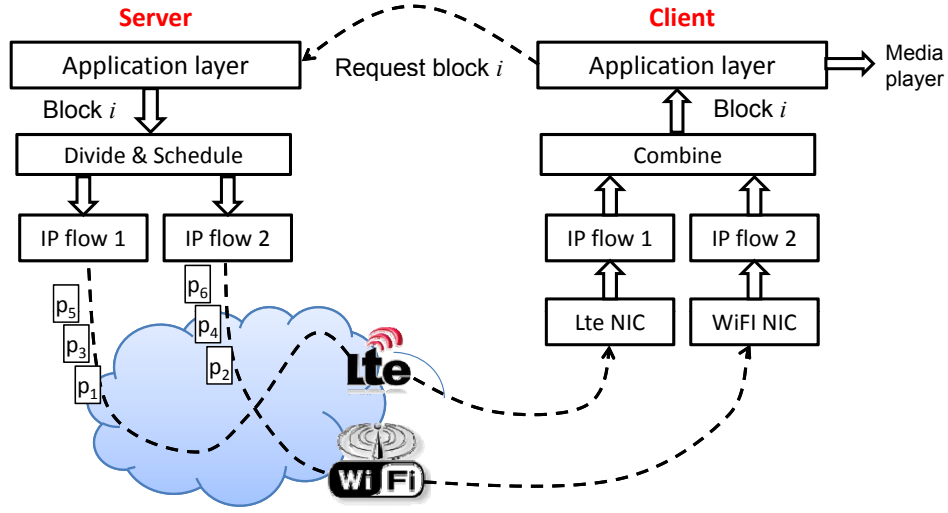 Server
Client
Application layer
Request block i
Application layer
Media
player
Block i
Block i
Divide & Schedule
Combine
IP flow 1
IP flow 2
IP flow 1
IP flow 2
p5
p6
p3
p4
p1
p2
Lte NIC
WiFI NIC
Lte
Wi Fi